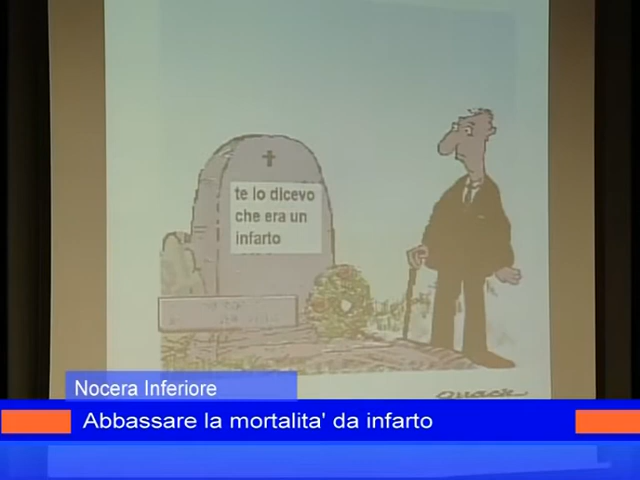 te lo dicevo
che era un
infarto
Nocera Inferiore
Abbassare la mortalita' da infarto